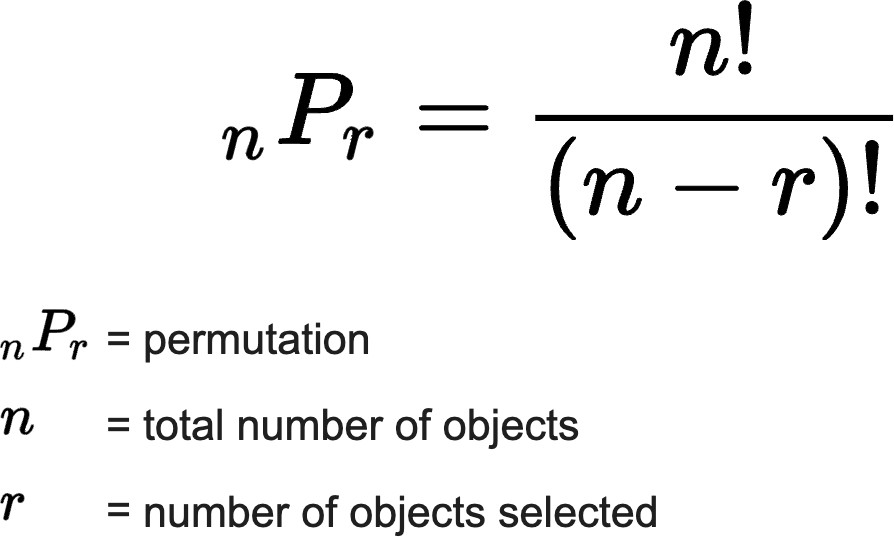 nPr = n! / (n − r)!
nPr = permutation
n = total number of objects
r = number of objects selected